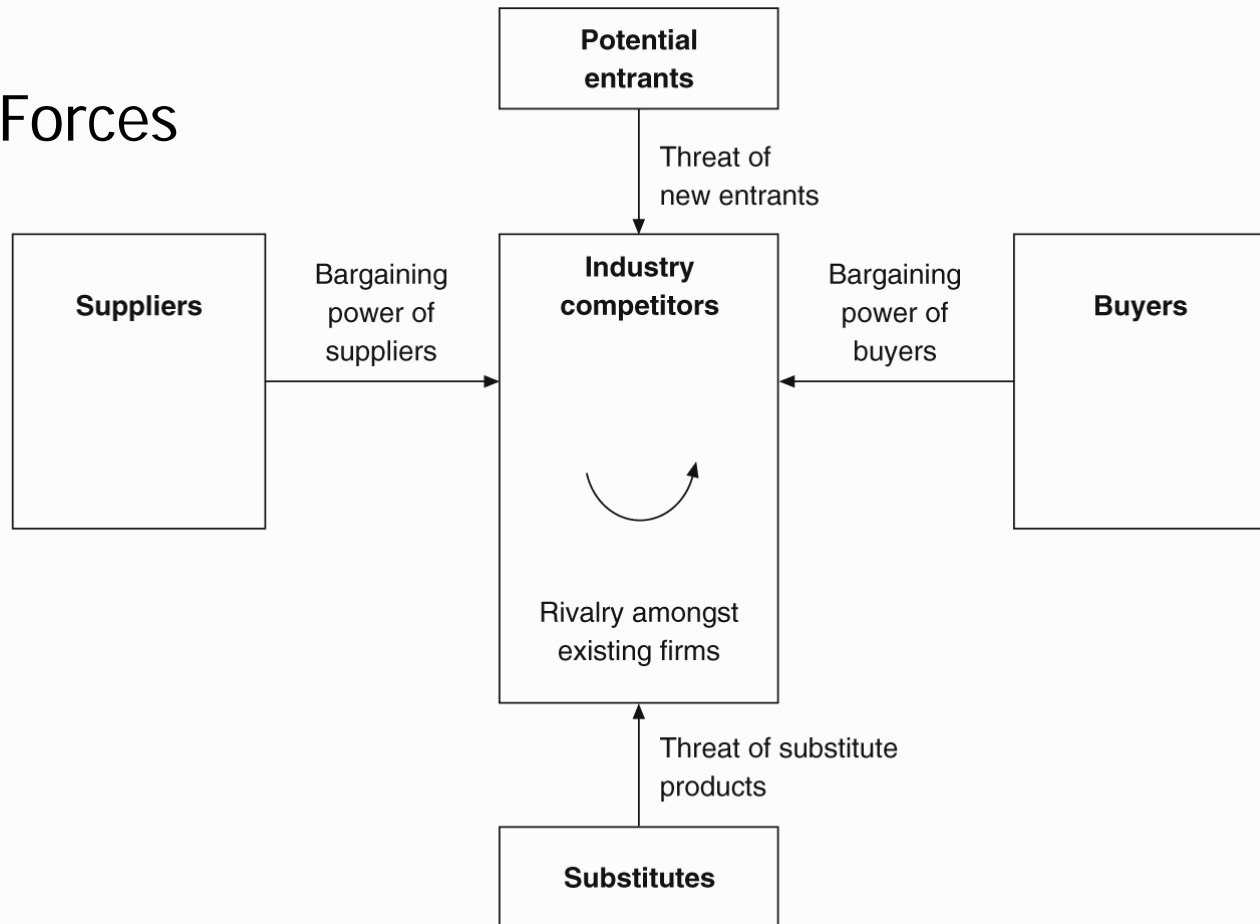 Forces
Potential
entrants
Threat of
new entrants
Suppliers
Bargaining
power of
suppliers
Industry
competitors
Bargaining
power of
buyers
Buyers
Rivalry amongst
existing firms
Threat of substitute
products
Substitutes